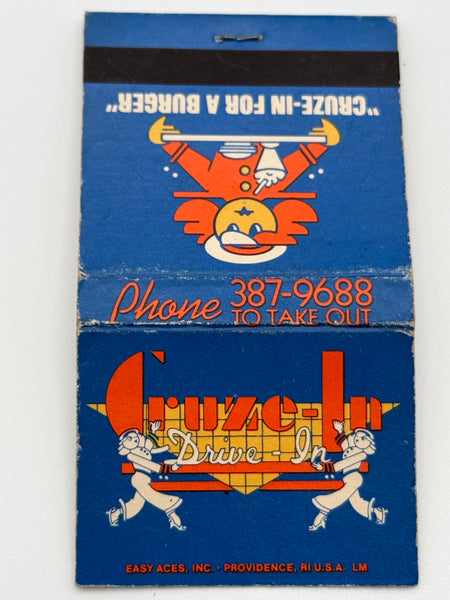 "CRUZE-IN FOR A BURGER"
Phone 387-9688
TO TAKE OUT
Cruze-In
Drive-In
EASY ACES, INC. - PROVIDENCE, RI U.S.A. LM